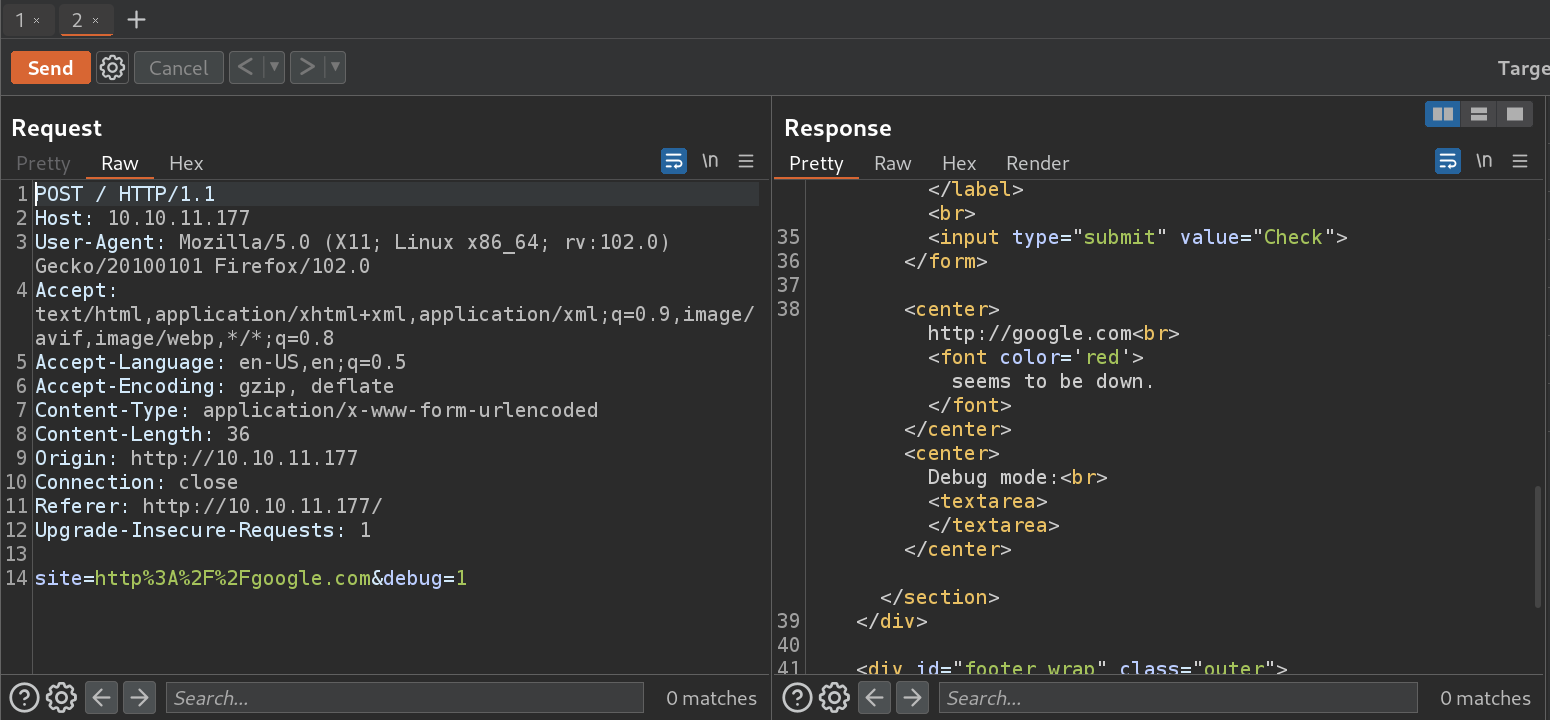 1 × 2 × +
Send Cancel < ▼ > ▼ Targe
Request
Pretty Raw Hex \n
1 POST / HTTP/1.1
2 Host: 10.10.11.177
3 User-Agent: Mozilla/5.0 (X11; Linux x86_64; rv:102.0)
Gecko/20100101 Firefox/102.0
4 Accept:
text/html,application/xhtml+xml,application/xml;q=0.9,image/
avif,image/webp,*/*;q=0.8
5 Accept-Language: en-US,en;q=0.5
6 Accept-Encoding: gzip, deflate
7 Content-Type: application/x-www-form-urlencoded
8 Content-Length: 36
9 Origin: http://10.10.11.177
10 Connection: close
11 Referer: http://10.10.11.177/
12 Upgrade-Insecure-Requests: 1
13
14 site=http%3A%2F%2Fgoogle.com&debug=1
Search... 0 matches
Response
Pretty Raw Hex Render \n
</label>
<br>
35 <input type="submit" value="Check">
36 </form>
37
38 <center>
http://google.com<br>
<font color='red'>
seems to be down.
</font>
</center>
<center>
Debug mode:<br>
<textarea>
</textarea>
</center>
</section>
39 </div>
40
41 <div id="footer_wrap" class="outer">
Search... 0 matches